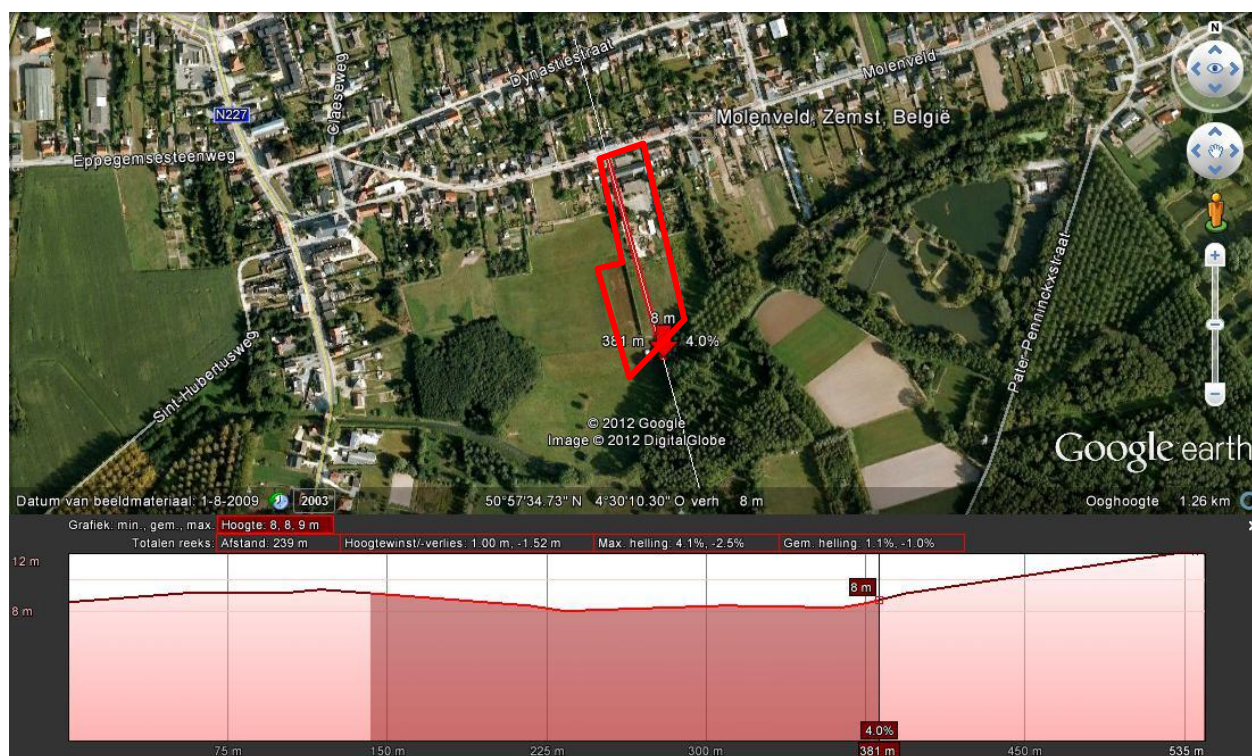 N
Dynastiestraat
Molenveld
Claeseweg
N227
Molenveld, Zemst, België
Eppegemsesteenweg
Pater-Penninckxstraat
8 m
381 m 4.0%
Sint-Hubertusweg
© 2012 Google
Image © 2012 DigitalGlobe
Google earth
Datum van beeldmateriaal: 1-8-2009 2003 50°57'34.73" N 4°30'10.30" O verh 8 m Ooghoogte 1.26 km
Grafiek: min., gem., max. Hoogte: 8, 8, 9 m
Totalen reeks: Afstand: 239 m Hoogtewinst/-verlies: 1.00 m, -1.52 m Max. helling: 4.1%, -2.5% Gem. helling: 1.1%, -1.0%
12 m
8 m
8 m
4.0%
75 m 150 m 225 m 300 m 381 m 450 m 535 m